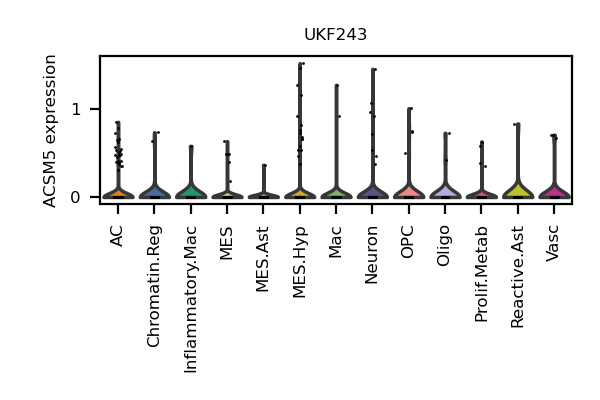 UKF243
ACSM5 expression
1
0
AC
Chromatin.Reg
Inflammatory.Mac
MES
MES.Ast
MES.Hyp
Mac
Neuron
OPC
Oligo
Prolif.Metab
Reactive.Ast
Vasc